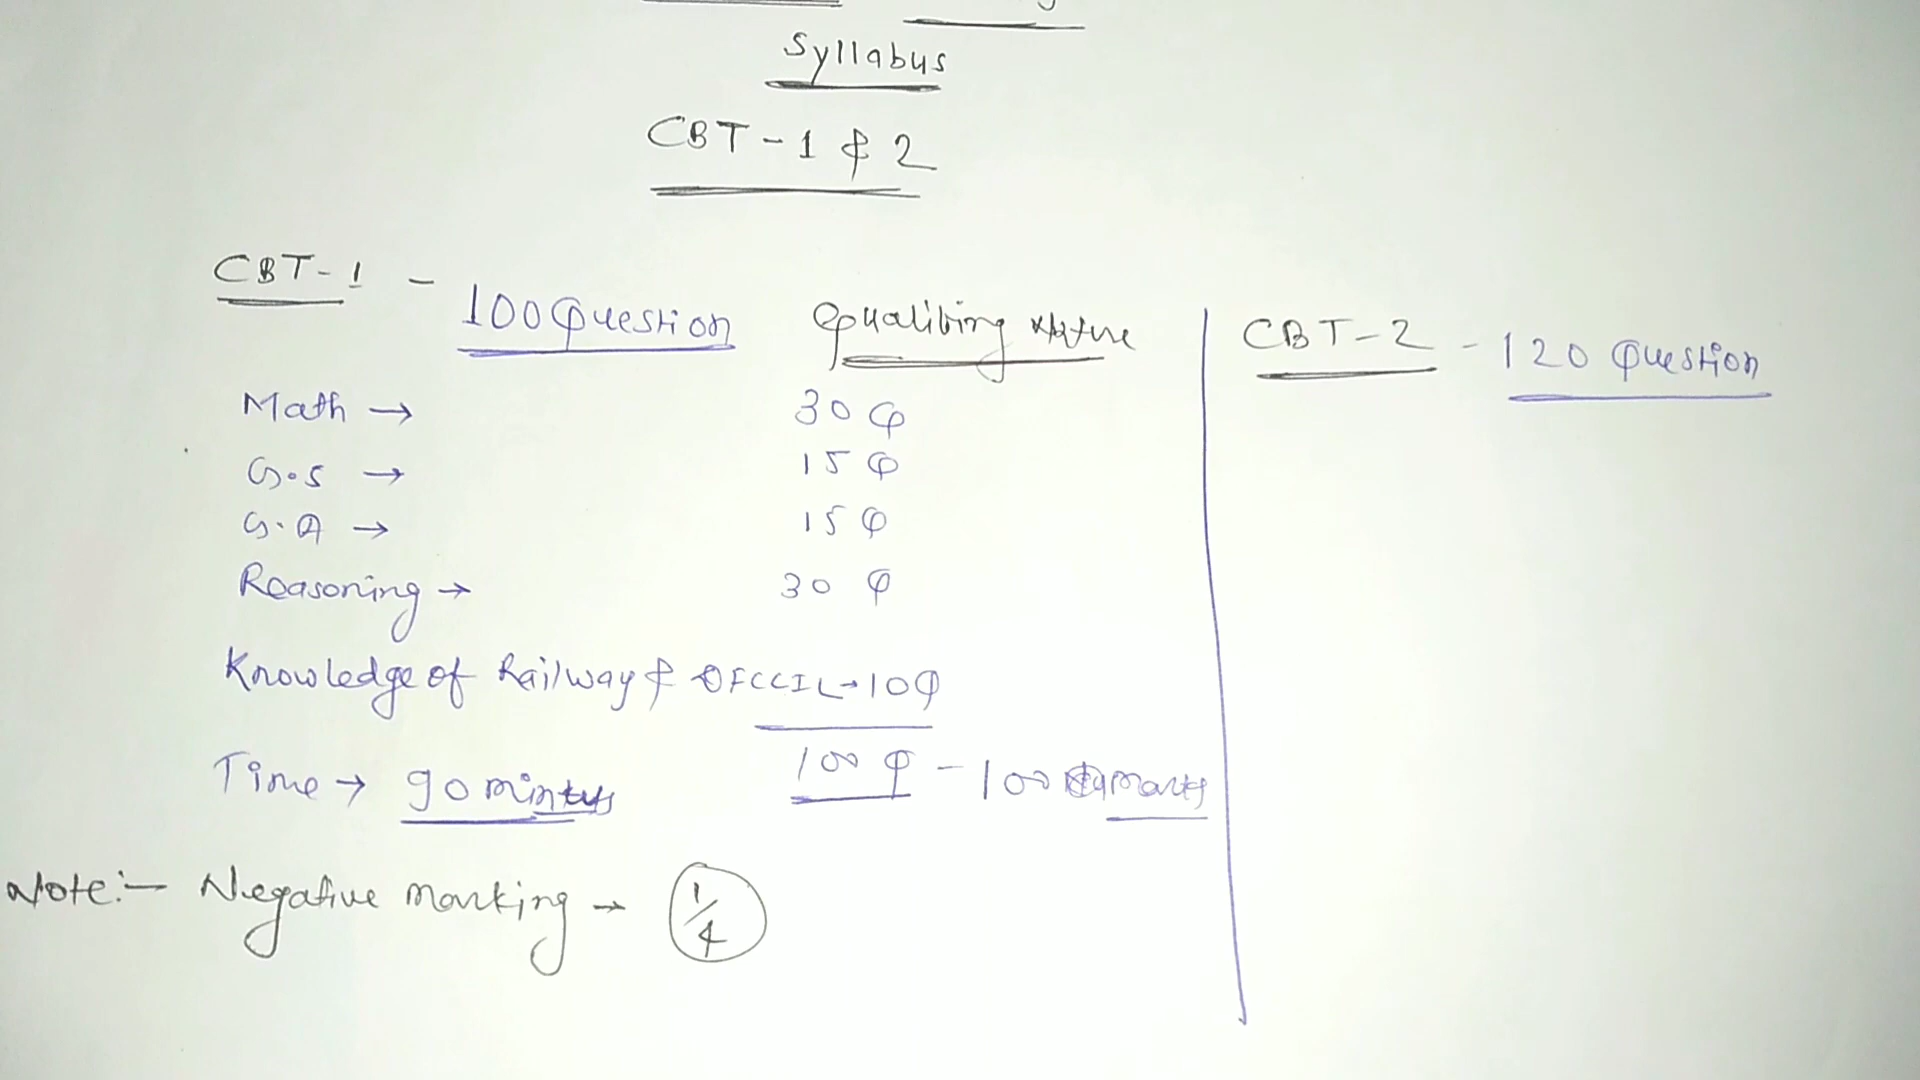 Syllabus
CBT-1 & 2
CBT-1 - 100 Question Qualifing
Math → 30 Q
G.S → 15 Q
G.A → 15 Q
Reasoning → 30 Q
Knowledge of Railway & DFCCIL → 10 Q
100 Q - 100 marks
Time → 90
Note:- Negative marking → 1/4
CBT-2 - 120 Question